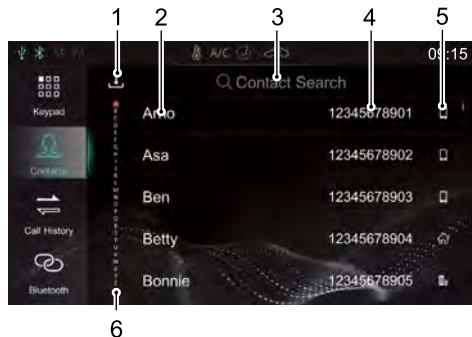 1 2 3 4 5
A/C 09:15
Contact Search
Keypad
Arno 12345678901
Contacts
Asa 12345678902
Ben 12345678903
Call History
Betty 12345678904
Bluetooth
Bonnie 12345678905
6